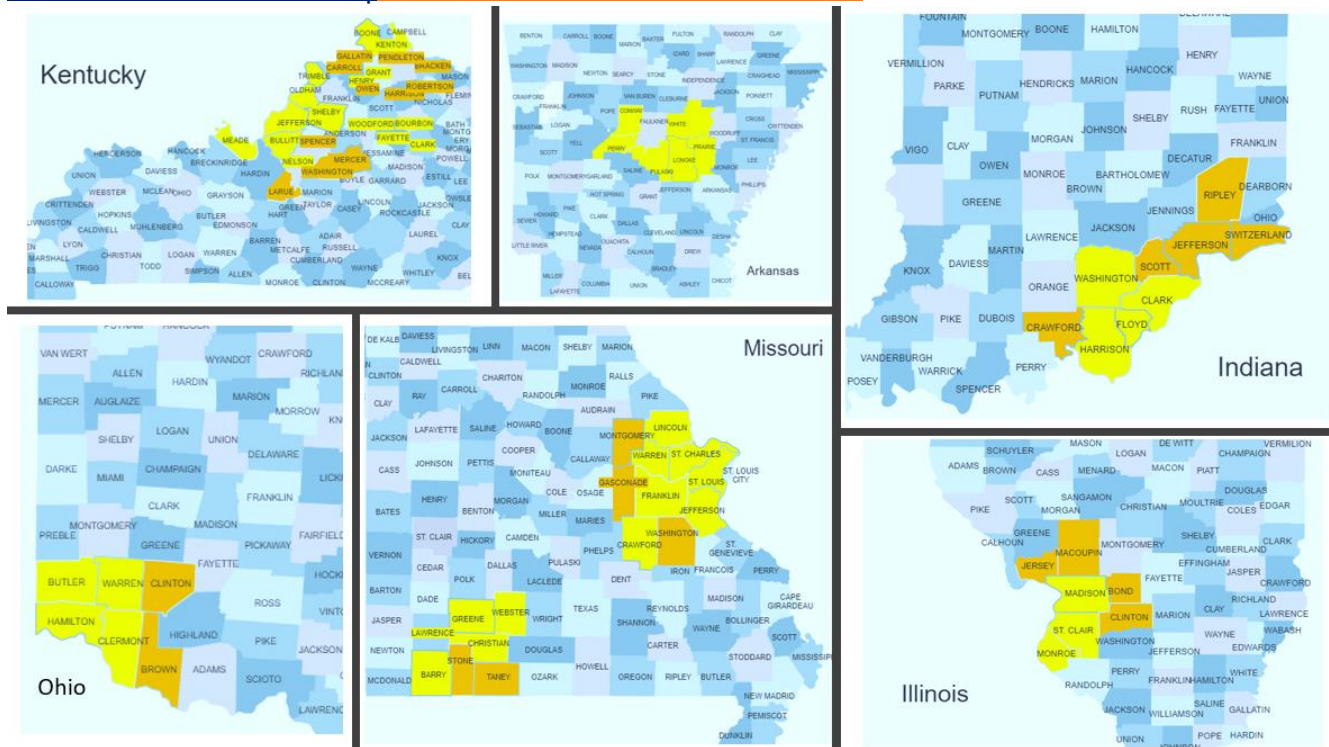 Kentucky
BOONE CAMPBELL
KENTON
GALLATIN PENDLETON
CARROLL BRACKEN
TRIMBLE GRANT MASON
HENRY
OLDHAM OWEN HARRISON ROBERTSON
FRANKLIN SCOTT NICHOLAS FLEMIN
SHELBY
JEFFERSON WOODFORD BOURBON BATH
ANDERSON MONTG
MEADE BULLITT SPENCER FAYETTE ERY
CLARK MORG
HENDERSON HANCOCK NELSON MERCER ESSAMINE POWELL
BRECKINRIDGE WASHINGTON MADISON
UNION DAVIESS HARDIN BOYLE GARRARD ESTILL LEE
WEBSTER MCLEAN OHIO GRAYSON LARUE MARION
CRITTENDEN LINCOLN JACKSON OWSLE
HOPKINS BUTLER HART GREEN TAYLOR CASEY ROCKCASTLE
LIVINGSTON CALDWELL MUHLENBERG EDMONSON CLAY
LYON BARREN ADAIR LAUREL
MARSHALL CHRISTIAN LOGAN WARREN METCALFE RUSSELL KNOX
TRIGG TODD SIMPSON ALLEN CUMBERLAND WAYNE WHITLEY BEL
CALLOWAY MONROE CLINTON MCCREARY
Arkansas
BENTON CARROLL BOONE MARION BAXTER FULTON RANDOLPH CLAY
IZARD SHARP GREENE
WASHINGTON MADISON NEWTON SEARCY STONE LAWRENCE
INDEPENDENCE CRAIGHEAD MISSISSIPPI
CRAWFORD JOHNSON VAN BUREN CLEBURNE JACKSON POINSETT
FRANKLIN POPE CONWAY
SEBASTIAN LOGAN FAULKNER WHITE CROSS CRITTENDEN
YELL WOODRUFF ST. FRANCIS
SCOTT PERRY PRAIRIE
LONOKE MONROE LEE
POLK MONTGOMERY GARLAND SALINE PULASKI PHILLIPS
HOT SPRING GRANT JEFFERSON ARKANSAS
HOWARD PIKE CLARK
SEVIER DALLAS CLEVELAND LINCOLN DESHA
HEMPSTEAD
LITTLE RIVER NEVADA OUACHITA CALHOUN DREW
MILLER BRADLEY
LAFAYETTE COLUMBIA UNION ASHLEY CHICOT
Indiana
FOUNTAIN MONTGOMERY BOONE HAMILTON DELAWARE
HENRY
VERMILLION HENDRICKS MARION HANCOCK WAYNE
PARKE PUTNAM UNION
SHELBY RUSH FAYETTE
JOHNSON
VIGO CLAY MORGAN FRANKLIN
OWEN DECATUR
MONROE BARTHOLOMEW
BROWN RIPLEY DEARBORN
GREENE JENNINGS OHIO
LAWRENCE JACKSON SWITZERLAND
JEFFERSON
MARTIN SCOTT
KNOX DAVIESS WASHINGTON
ORANGE CLARK
GIBSON PIKE DUBOIS CRAWFORD FLOYD
HARRISON
VANDERBURGH PERRY
WARRICK
POSEY SPENCER
Ohio
VAN WERT WYANDOT CRAWFORD
ALLEN HARDIN RICHLAN
MERCER AUGLAIZE MARION
MORROW KN
LOGAN UNION
SHELBY DELAWARE
DARKE CHAMPAIGN
MIAMI LICK
CLARK FRANKLIN
MONTGOMERY MADISON
PREBLE GREENE PICKAWAY FAIRFIEL
FAYETTE
BUTLER WARREN CLINTON HOCK
ROSS VINT
HAMILTON HIGHLAND
CLERMONT PIKE JACKSON
BROWN ADAMS SCIOTO
LAWRENC
Missouri
DE KALB DAVIESS LIVINGSTON LINN MACON SHELBY MARION
CALDWELL
CLINTON CHARITON RALLS
RAY CARROLL RANDOLPH MONROE PIKE
CLAY AUDRAIN
JACKSON LAFAYETTE SALINE HOWARD BOONE MONTGOMERY LINCOLN
COOPER CALLAWAY WARREN ST. CHARLES
CASS JOHNSON PETTIS MONITEAU ST. LOUIS
CITY
COLE OSAGE GASCONADE ST. LOUIS
HENRY MORGAN FRANKLIN
BATES BENTON MILLER MARIES JEFFERSON
ST. CLAIR HICKORY CAMDEN WASHINGTON
VERNON PHELPS CRAWFORD ST.
GENEVIEVE
CEDAR DALLAS PULASKI IRON FRANCOIS PERRY
POLK LACLEDE DENT
BARTON DADE MADISON CAPE
GIRARDEAU
JASPER GREENE WEBSTER WRIGHT TEXAS REYNOLDS
LAWRENCE SHANNON WAYNE BOLLINGER
NEWTON CHRISTIAN DOUGLAS CARTER SCOTT
STONE HOWELL STODDARD MISSISSIPP
MCDONALD BARRY TANEY OZARK OREGON RIPLEY BUTLER
NEW MADRID
PEMISCOT
DUNKLIN
Illinois
MASON DE WITT VERMILION
SCHUYLER LOGAN CHAMPAIGN
ADAMS BROWN CASS MENARD MACON PIATT
SCOTT SANGAMON DOUGLAS
PIKE MORGAN CHRISTIAN MOULTRIE COLES EDGAR
GREENE SHELBY
CALHOUN MACOUPIN MONTGOMERY CUMBERLAND CLARK
JERSEY EFFINGHAM JASPER
FAYETTE CRAWFORD
MADISON BOND RICHLAND
CLINTON MARION CLAY LAWRENCE
ST. CLAIR WAYNE WABASH
MONROE WASHINGTON JEFFERSON EDWARDS
PERRY WHITE
RANDOLPH FRANKLIN HAMILTON
SALINE GALLATIN
JACKSON WILLIAMSON
UNION JOHNSON POPE HARDIN